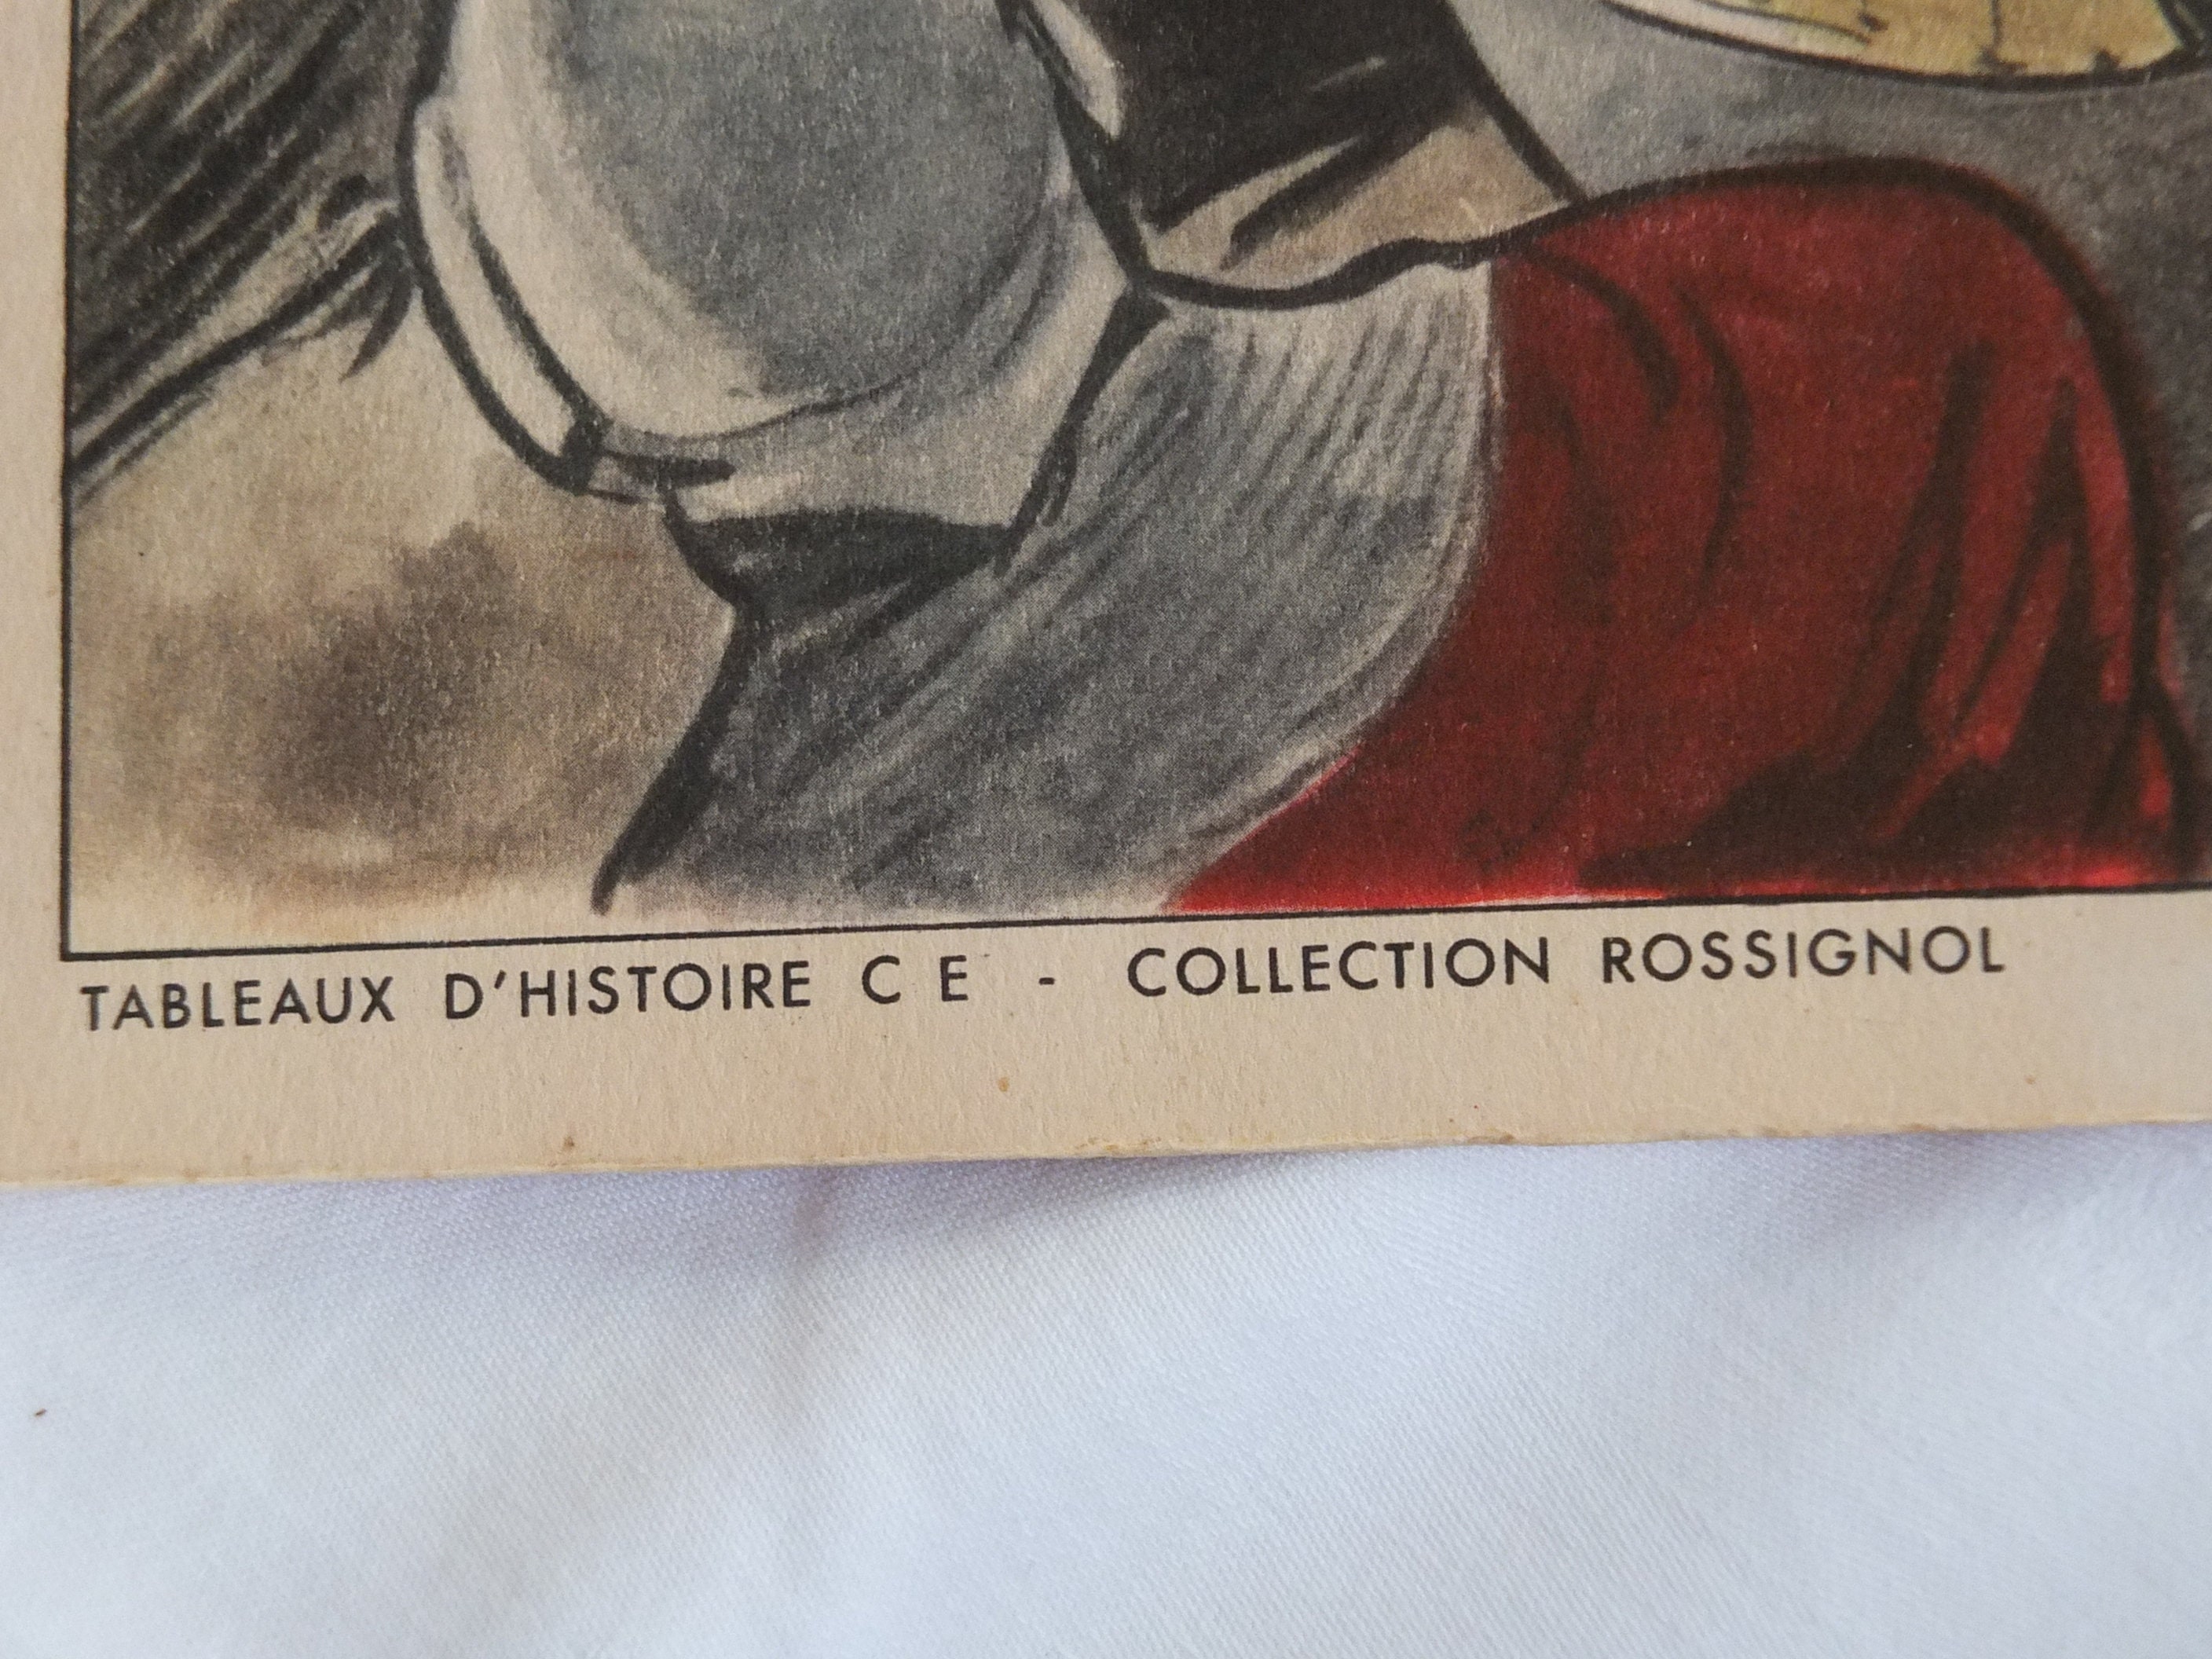 TABLEAUX D'HISTOIRE C E - COLLECTION ROSSIGNOL